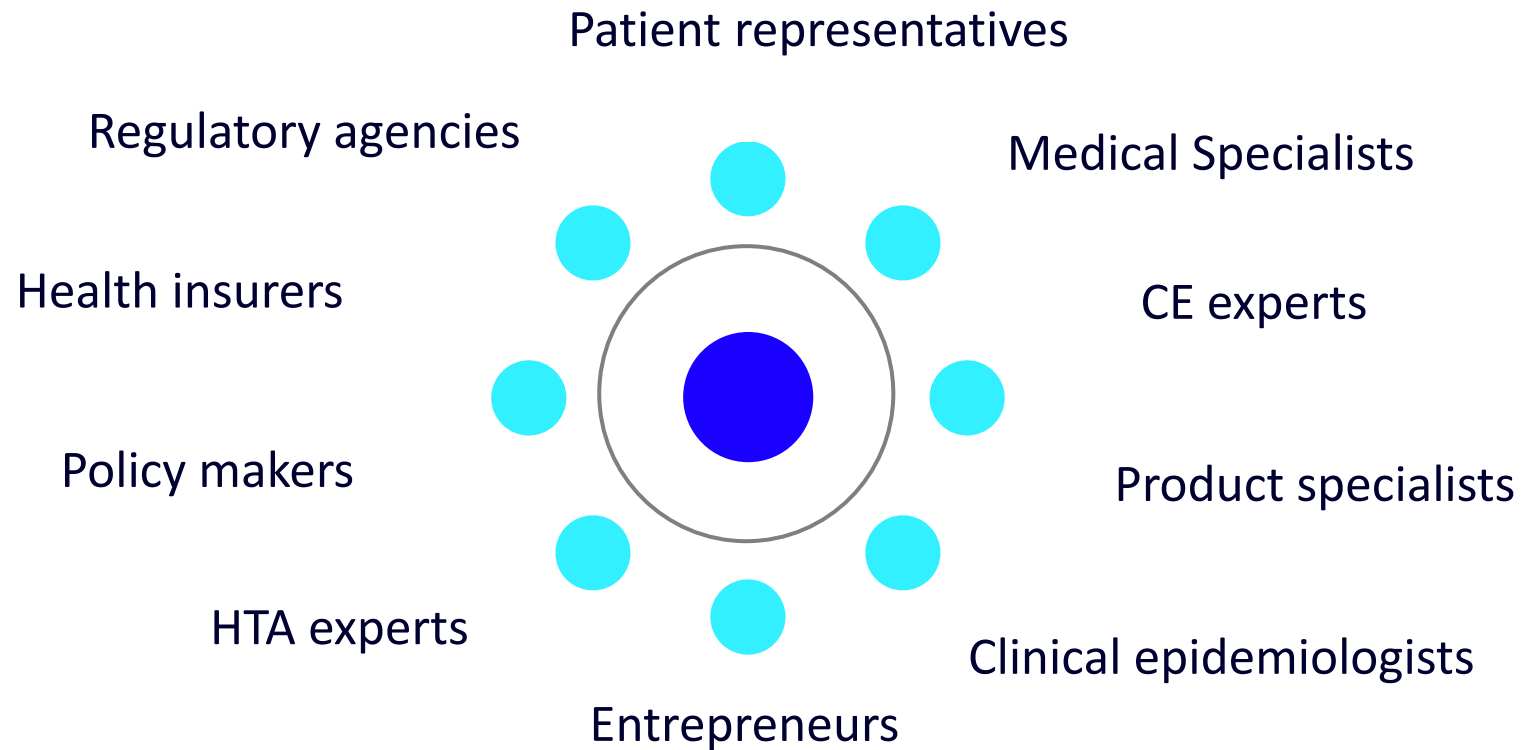 Patient representatives
Regulatory agencies
Medical Specialists
Health insurers
CE experts
Policy makers
Product specialists
HTA experts
Clinical epidemiologists
Entrepreneurs